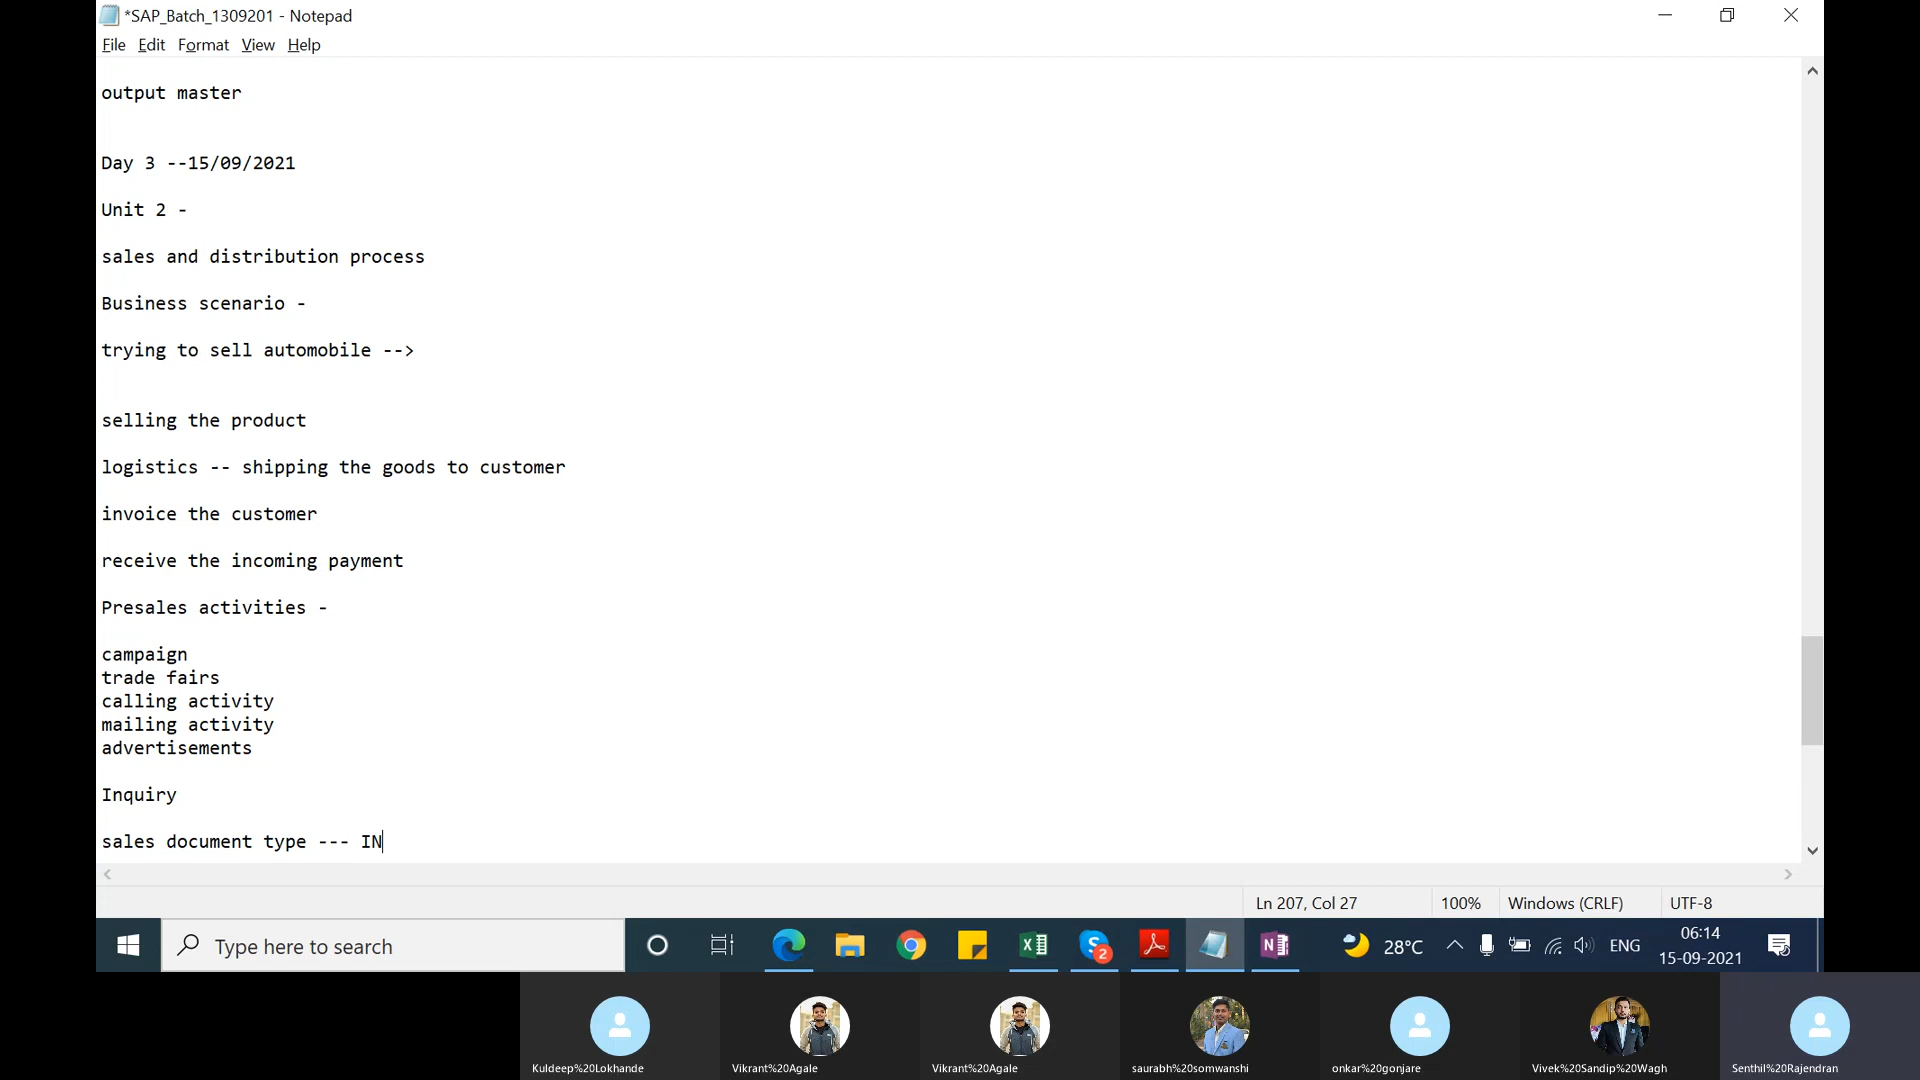 *SAP_Batch_1309201 - Notepad
File Edit Format View Help
output master
Day 3 --15/09/2021
Unit 2 -
sales and distribution process
Business scenario -
trying to sell automobile -->
selling the product
logistics -- shipping the goods to customer
invoice the customer
receive the incoming payment
Presales activities -
campaign
trade fairs
calling activity
mailing activity
advertisements
Inquiry
sales document type --- IN
Ln 207, Col 27 100% Windows (CRLF) UTF-8
Type here to search 2 28°C ENG 06:14
15-09-2021
Kuldeep%20Lokhande Vikrant%20Agale Vikrant%20Agale saurabh%20somwanshi onkar%20gonjare Vivek%20Sandip%20Wagh Senthil%20Rajendran